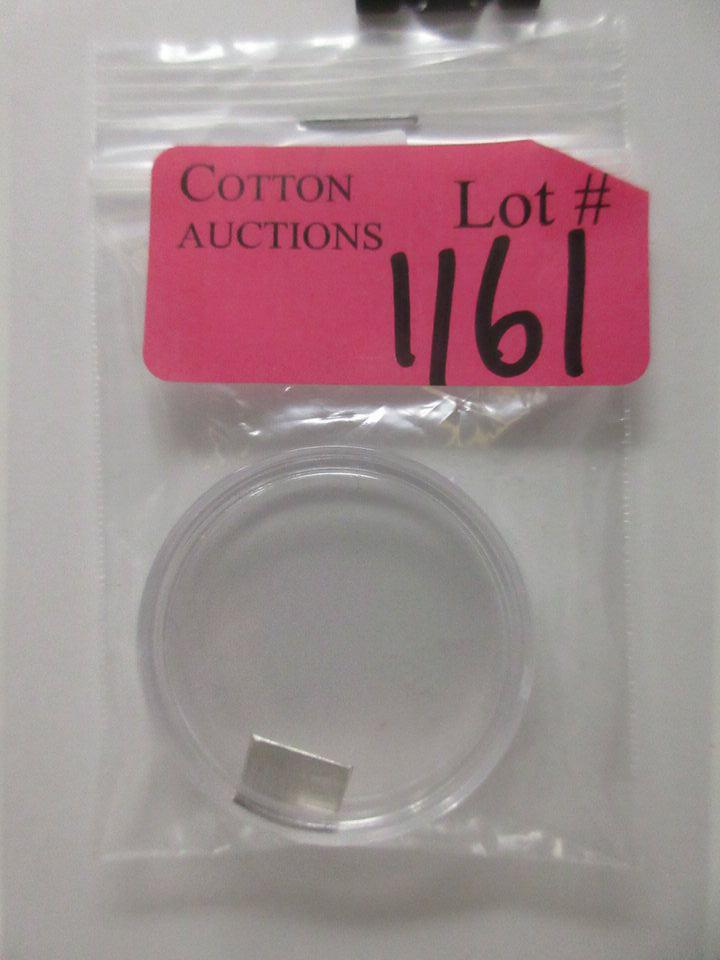 COTTON
AUCTIONS
Lot #
1161